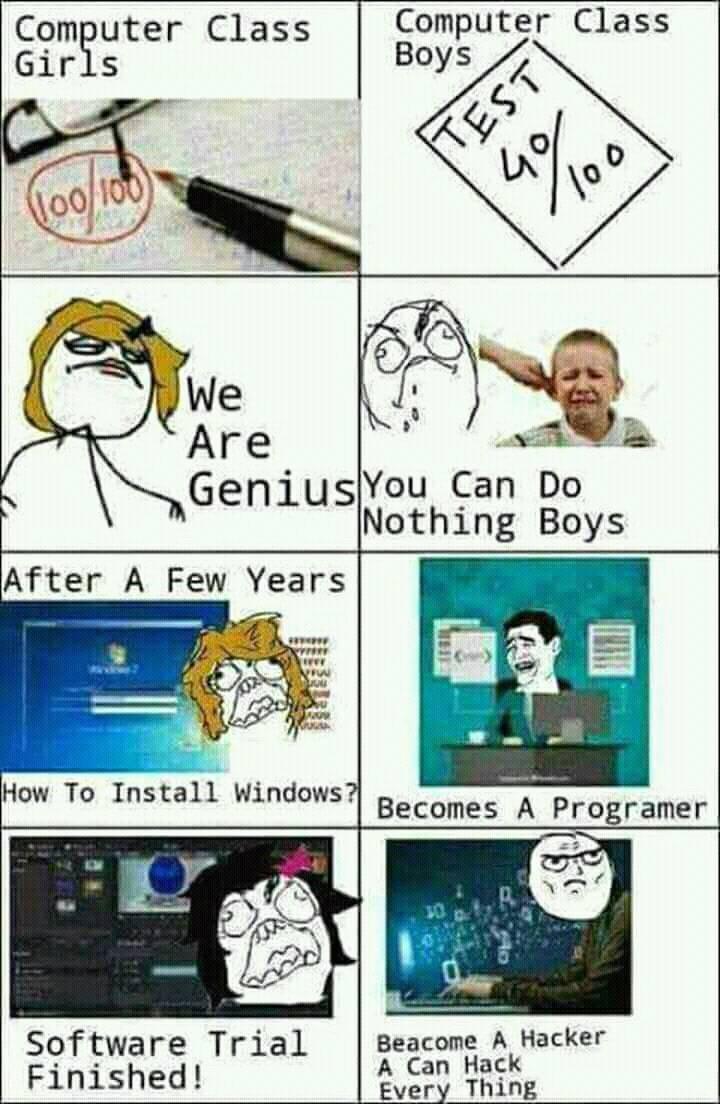 Computer Class
Girls
100/100
Computer Class
Boys
TEST
40/100
We
Are
Genius
You Can Do
Nothing Boys
After A Few Years
How To Install Windows?
Becomes A Programer
Software Trial
Finished!
Beacome A Hacker
A Can Hack
Every Thing